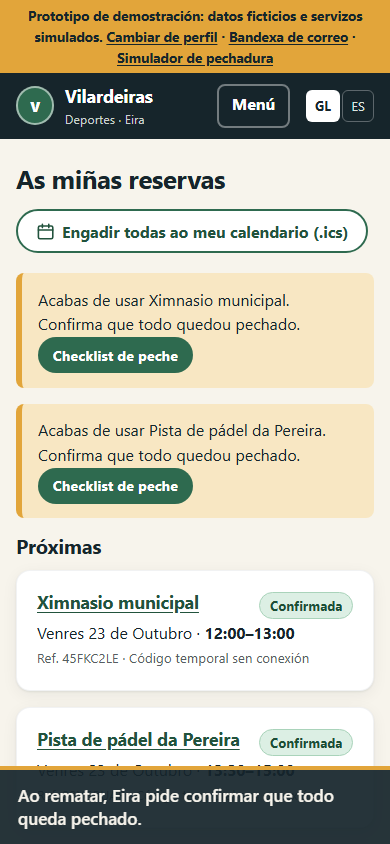 Prototipo de demostración: datos ficticios e servizos
simulados. Cambiar de perfil · Bandexa de correo ·
Simulador de pechadura
v
Vilardeiras
Deportes · Eira
Menú
GL
ES
As miñas reservas
Engadir todas ao meu calendario (.ics)
Acabas de usar Ximnasio municipal.
Confirma que todo quedou pechado.
Checklist de peche
Acabas de usar Pista de pádel da Pereira.
Confirma que todo quedou pechado.
Checklist de peche
Próximas
Ximnasio municipal
Confirmada
Venres 23 de Outubro · 12:00–13:00
Ref. 45FKC2LE · Código temporal sen conexión
Pista de pádel da Pereira
Confirmada
Venres 23 de Outubro
Ao rematar, Eira pide confirmar que todo
queda pechado.